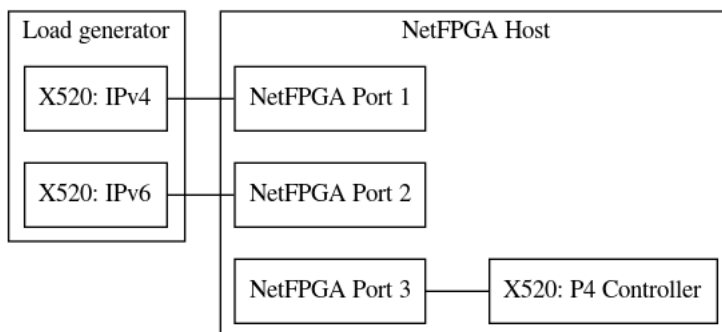 Load generator
NetFPGA Host
X520: IPv4
NetFPGA Port 1
X520: IPv6
NetFPGA Port 2
NetFPGA Port 3
X520: P4 Controller